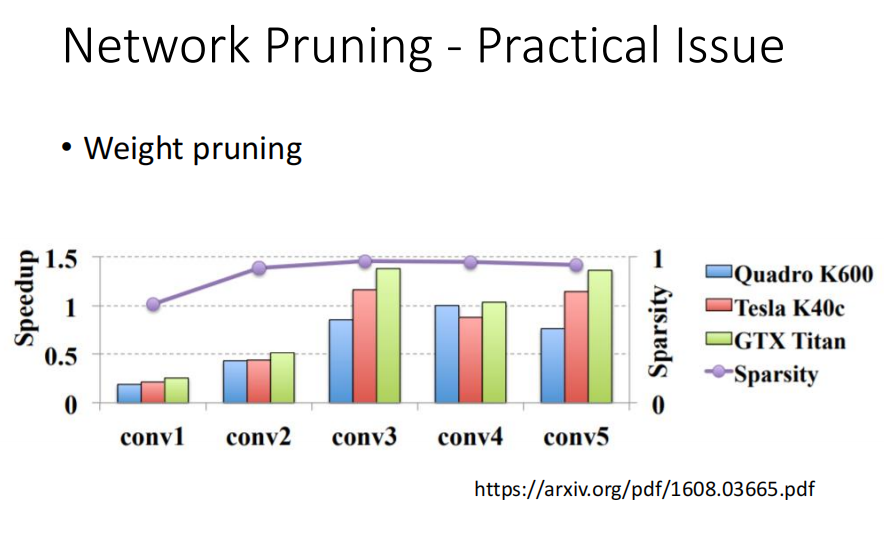 Network Pruning - Practical Issue
• Weight pruning
Speedup
1.5
1
0.5
0
conv1 conv2 conv3 conv4 conv5
1
0
Sparsity
Quadro K600
Tesla K40c
GTX Titan
Sparsity
https://arxiv.org/pdf/1608.03665.pdf